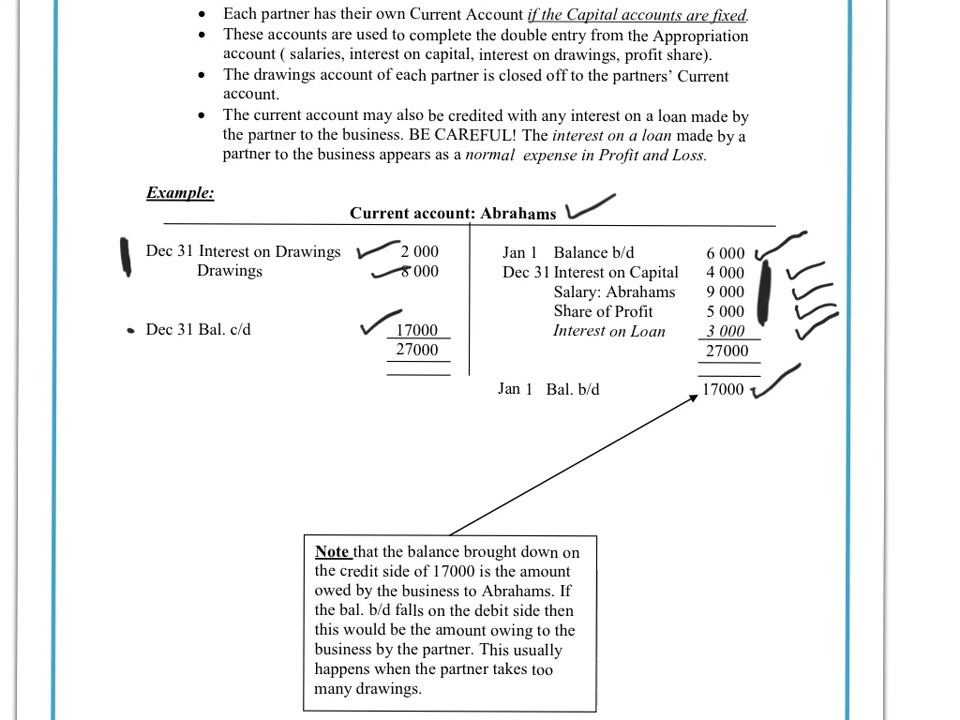 • Each partner has their own Current Account if the Capital accounts are fixed.
• These accounts are used to complete the double entry from the Appropriation
account ( salaries, interest on capital, interest on drawings, profit share).
• The drawings account of each partner is closed off to the partners’ Current
account.
• The current account may also be credited with any interest on a loan made by
the partner to the business. BE CAREFUL! The interest on a loan made by a
partner to the business appears as a normal expense in Profit and Loss.
Example:
Current account: Abrahams
Dec 31 Interest on Drawings 2 000 Jan 1 Balance b/d 6 000
Drawings 8 000 Dec 31 Interest on Capital 4 000
Salary: Abrahams 9 000
Share of Profit 5 000
Dec 31 Bal. c/d 17000 Interest on Loan 3 000
27000 27000
Jan 1 Bal. b/d 17000
Note that the balance brought down on
the credit side of 17000 is the amount
owed by the business to Abrahams. If
the bal. b/d falls on the debit side then
this would be the amount owing to the
business by the partner. This usually
happens when the partner takes too
many drawings.